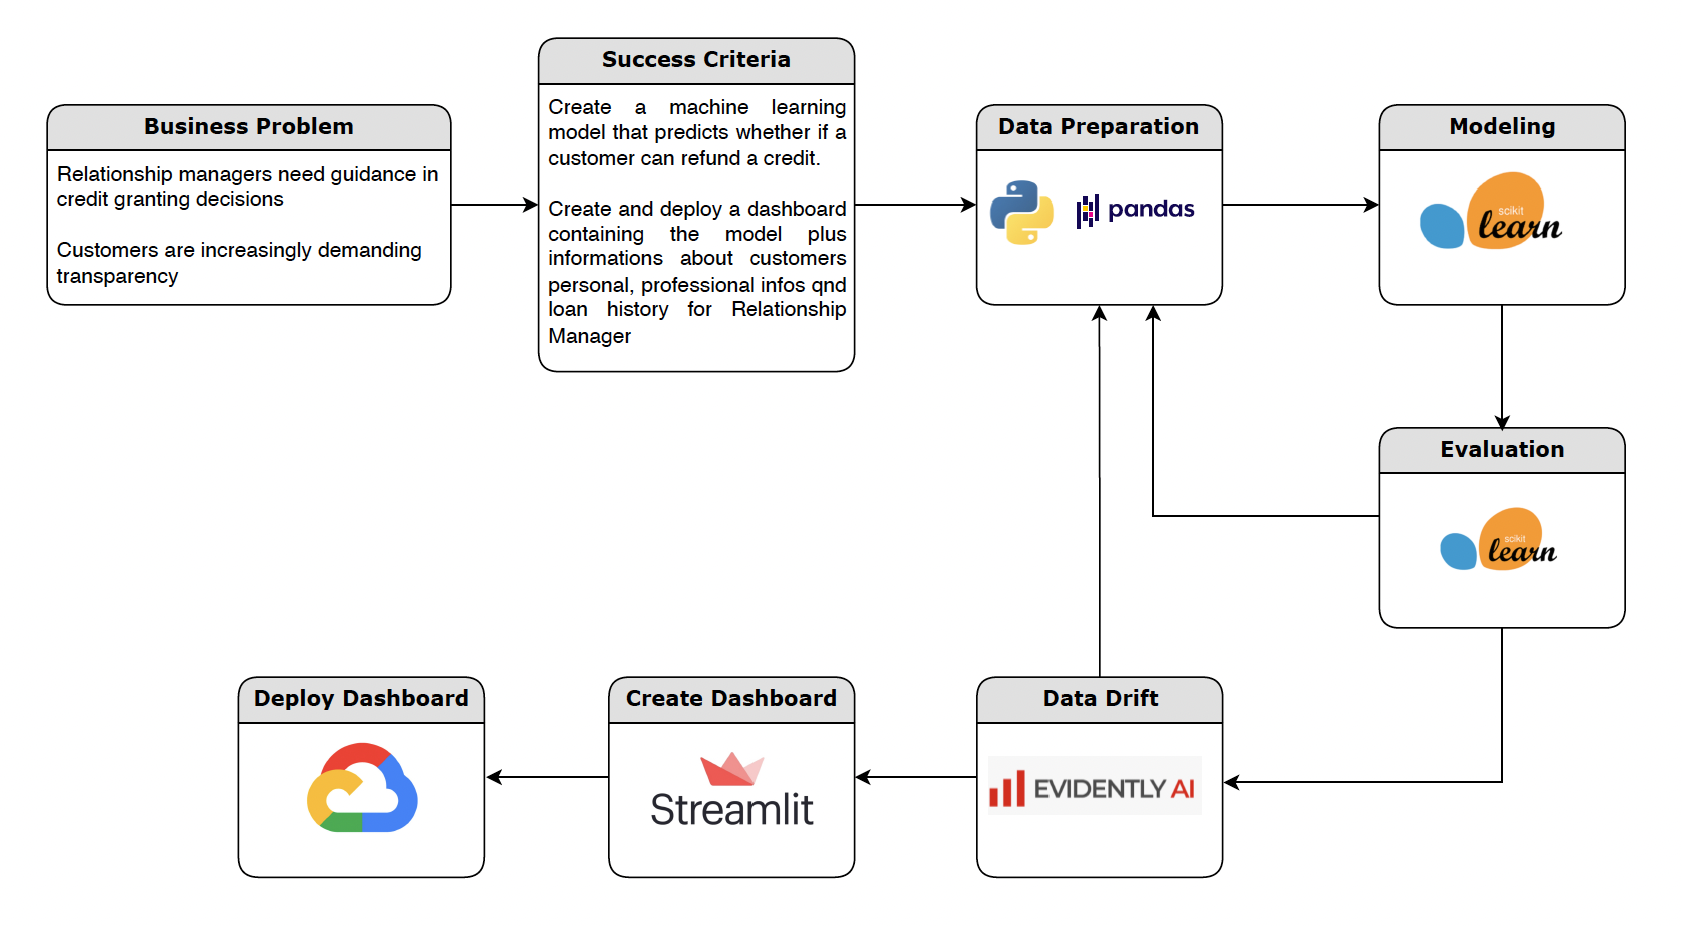 Business Problem
Relationship managers need guidance in
credit granting decisions
Customers are increasingly demanding
transparency
Success Criteria
Create a machine learning
model that predicts whether if a
customer can refund a credit.
Create and deploy a dashboard
containing the model plus
informations about customers
personal, professional infos qnd
loan history for Relationship
Manager
Data Preparation
pandas
Modeling
scikit
learn
Evaluation
scikit
learn
Data Drift
EVIDENTLY AI
Create Dashboard
Streamlit
Deploy Dashboard